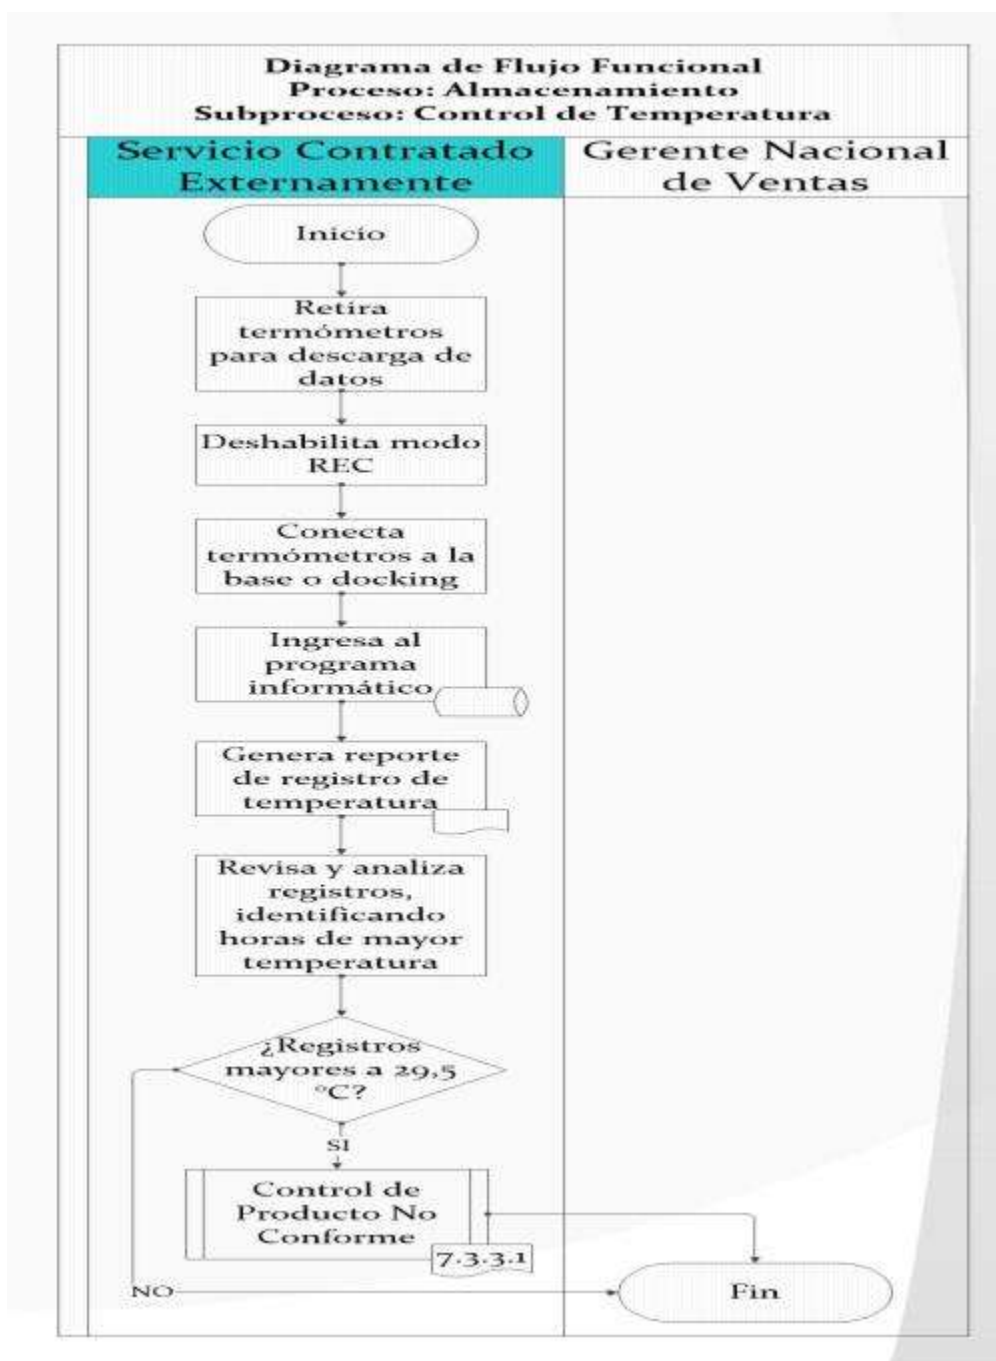 Diagrama de Flujo Funcional
Proceso: Almacenamiento
Subproceso: Control de Temperatura
Servicio Contratado
Externamente
Gerente Nacional
de Ventas
Inicio
Retira
termómetros
para descarga de
datos
Deshabilita modo
REC
Conecta
termómetros a la
base o docking
Ingresa al
programa
informático
Genera reporte
de registro de
temperatura
Revisa y analiza
registros,
identificando
horas de mayor
temperatura
¿Registros
mayores a 29,5
°C?
SI
Control de
Producto No
Conforme
7.3.3.1
NO
Fin